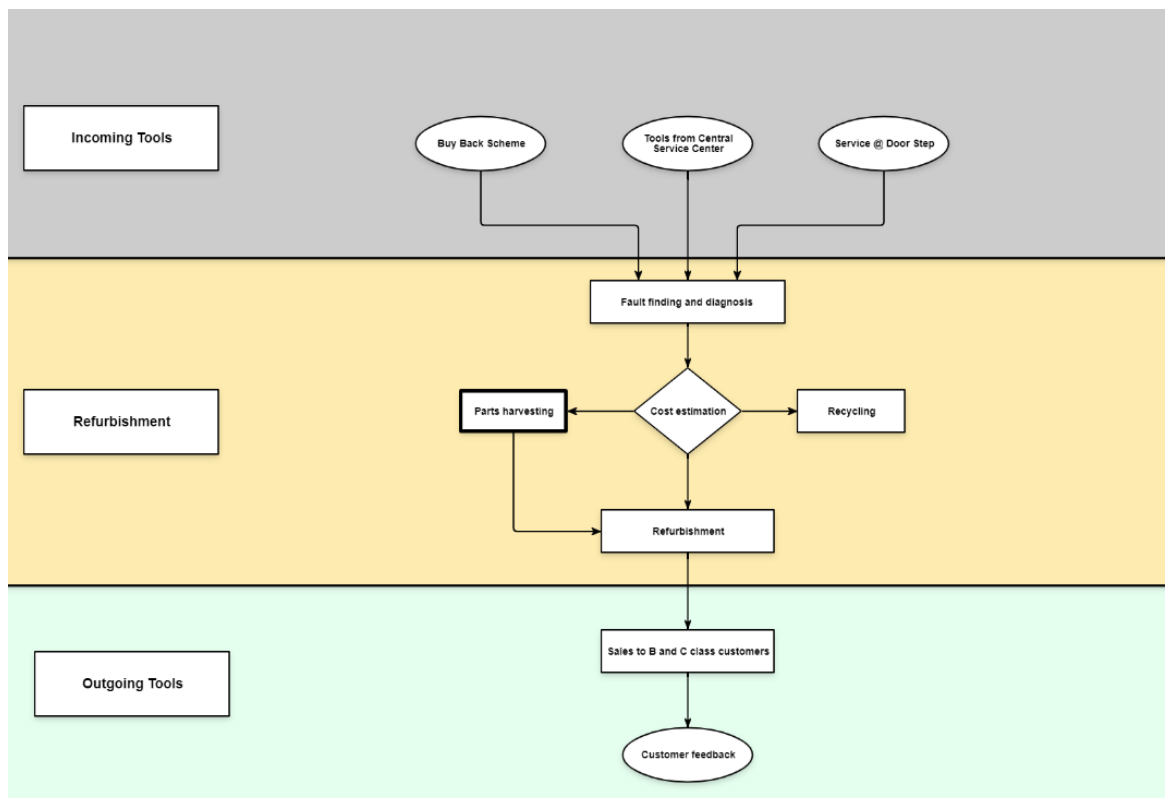 Incoming Tools
Buy Back Scheme
Tools from Central
Service Center
Service @ Door Step
Fault finding and diagnosis
Refurbishment
Parts harvesting
Cost estimation
Recycling
Refurbishment
Outgoing Tools
Sales to B and C class customers
Customer feedback